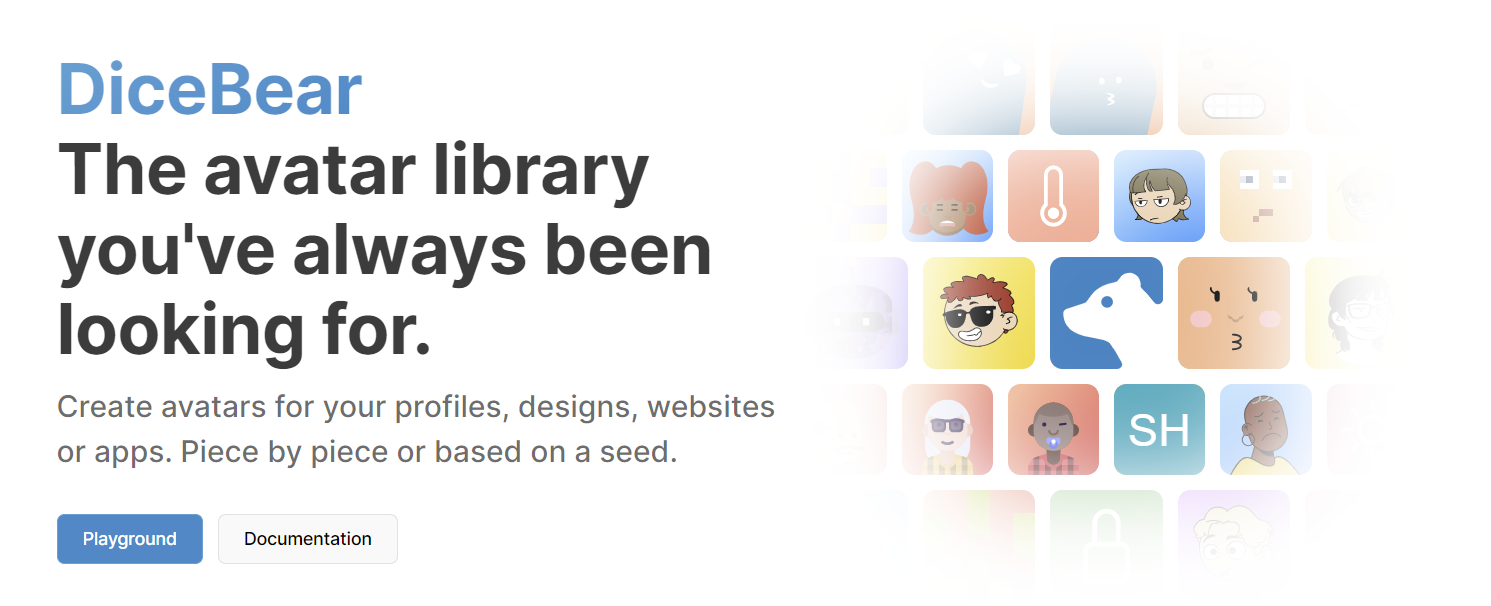 DiceBear
The avatar library
you've always been
looking for.
Create avatars for your profiles, designs, websites
or apps. Piece by piece or based on a seed.
Playground
Documentation
SH